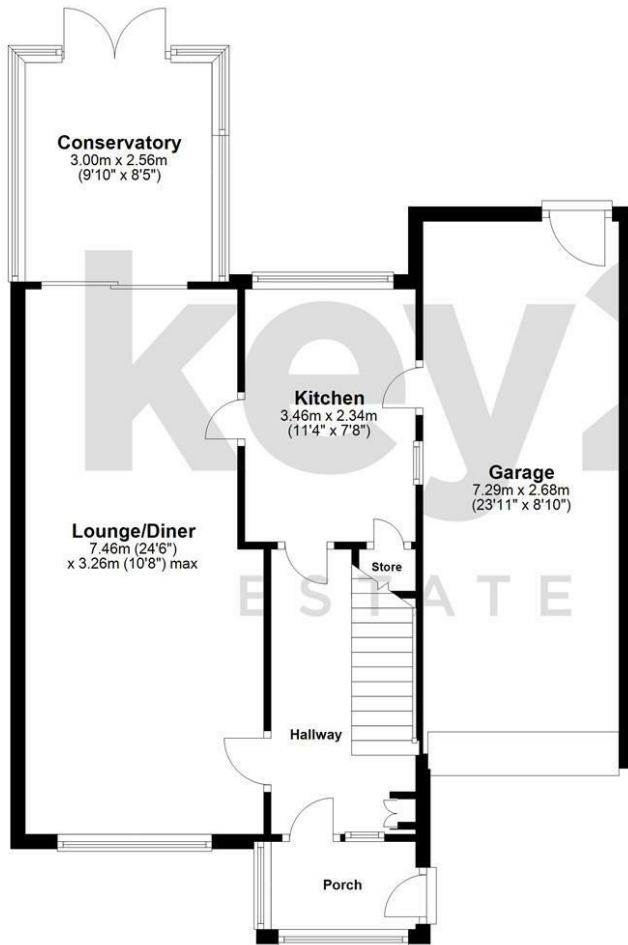 Conservatory
3.00m x 2.56m
(9'10" x 8'5")
key2
Kitchen
3.46m x 2.34m
(11'4" x 7'8")
Garage
7.29m x 2.68m
(23'11" x 8'10")
Lounge/Diner
7.46m (24'6")
x 3.26m (10'8") max
Store
ESTATE
Hallway
Porch